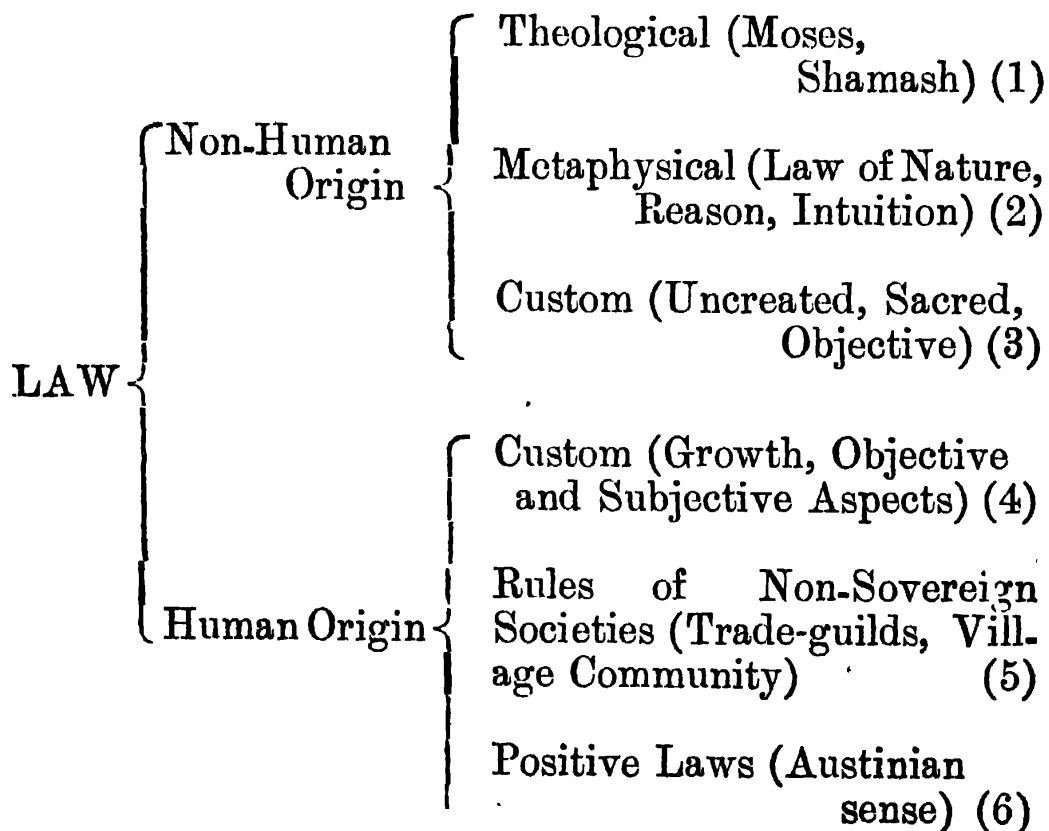 Theological (Moses,
Shamash) (1)
Non-Human
Origin
Metaphysical (Law of Nature,
Reason, Intuition) (2)
Custom (Uncreated, Sacred,
Objective) (3)
LAW
Custom (Growth, Objective
and Subjective Aspects) (4)
Human Origin
Rules of Non-Sovereign
Societies (Trade-guilds, Vill-
age Community) (5)
Positive Laws (Austinian
sense) (6)